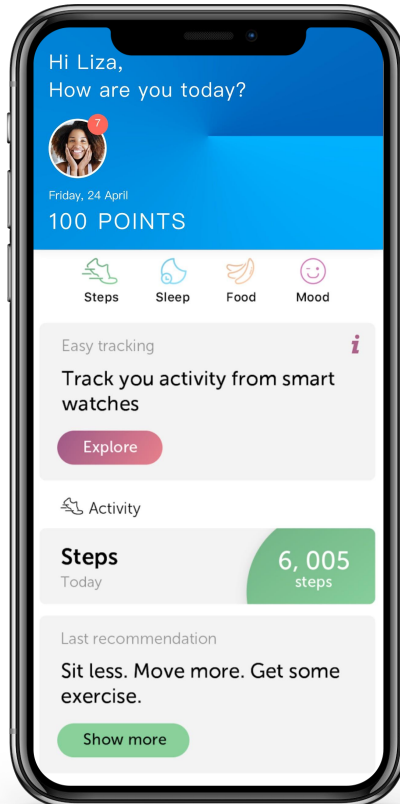 Hi Liza,
How are you today?
7
Friday, 24 April
100 POINTS
Steps Sleep Food Mood
Easy tracking i
Track you activity from smart
watches
Explore
Activity
Steps 6, 005
Today steps
Last recommendation
Sit less. Move more. Get some
exercise.
Show more